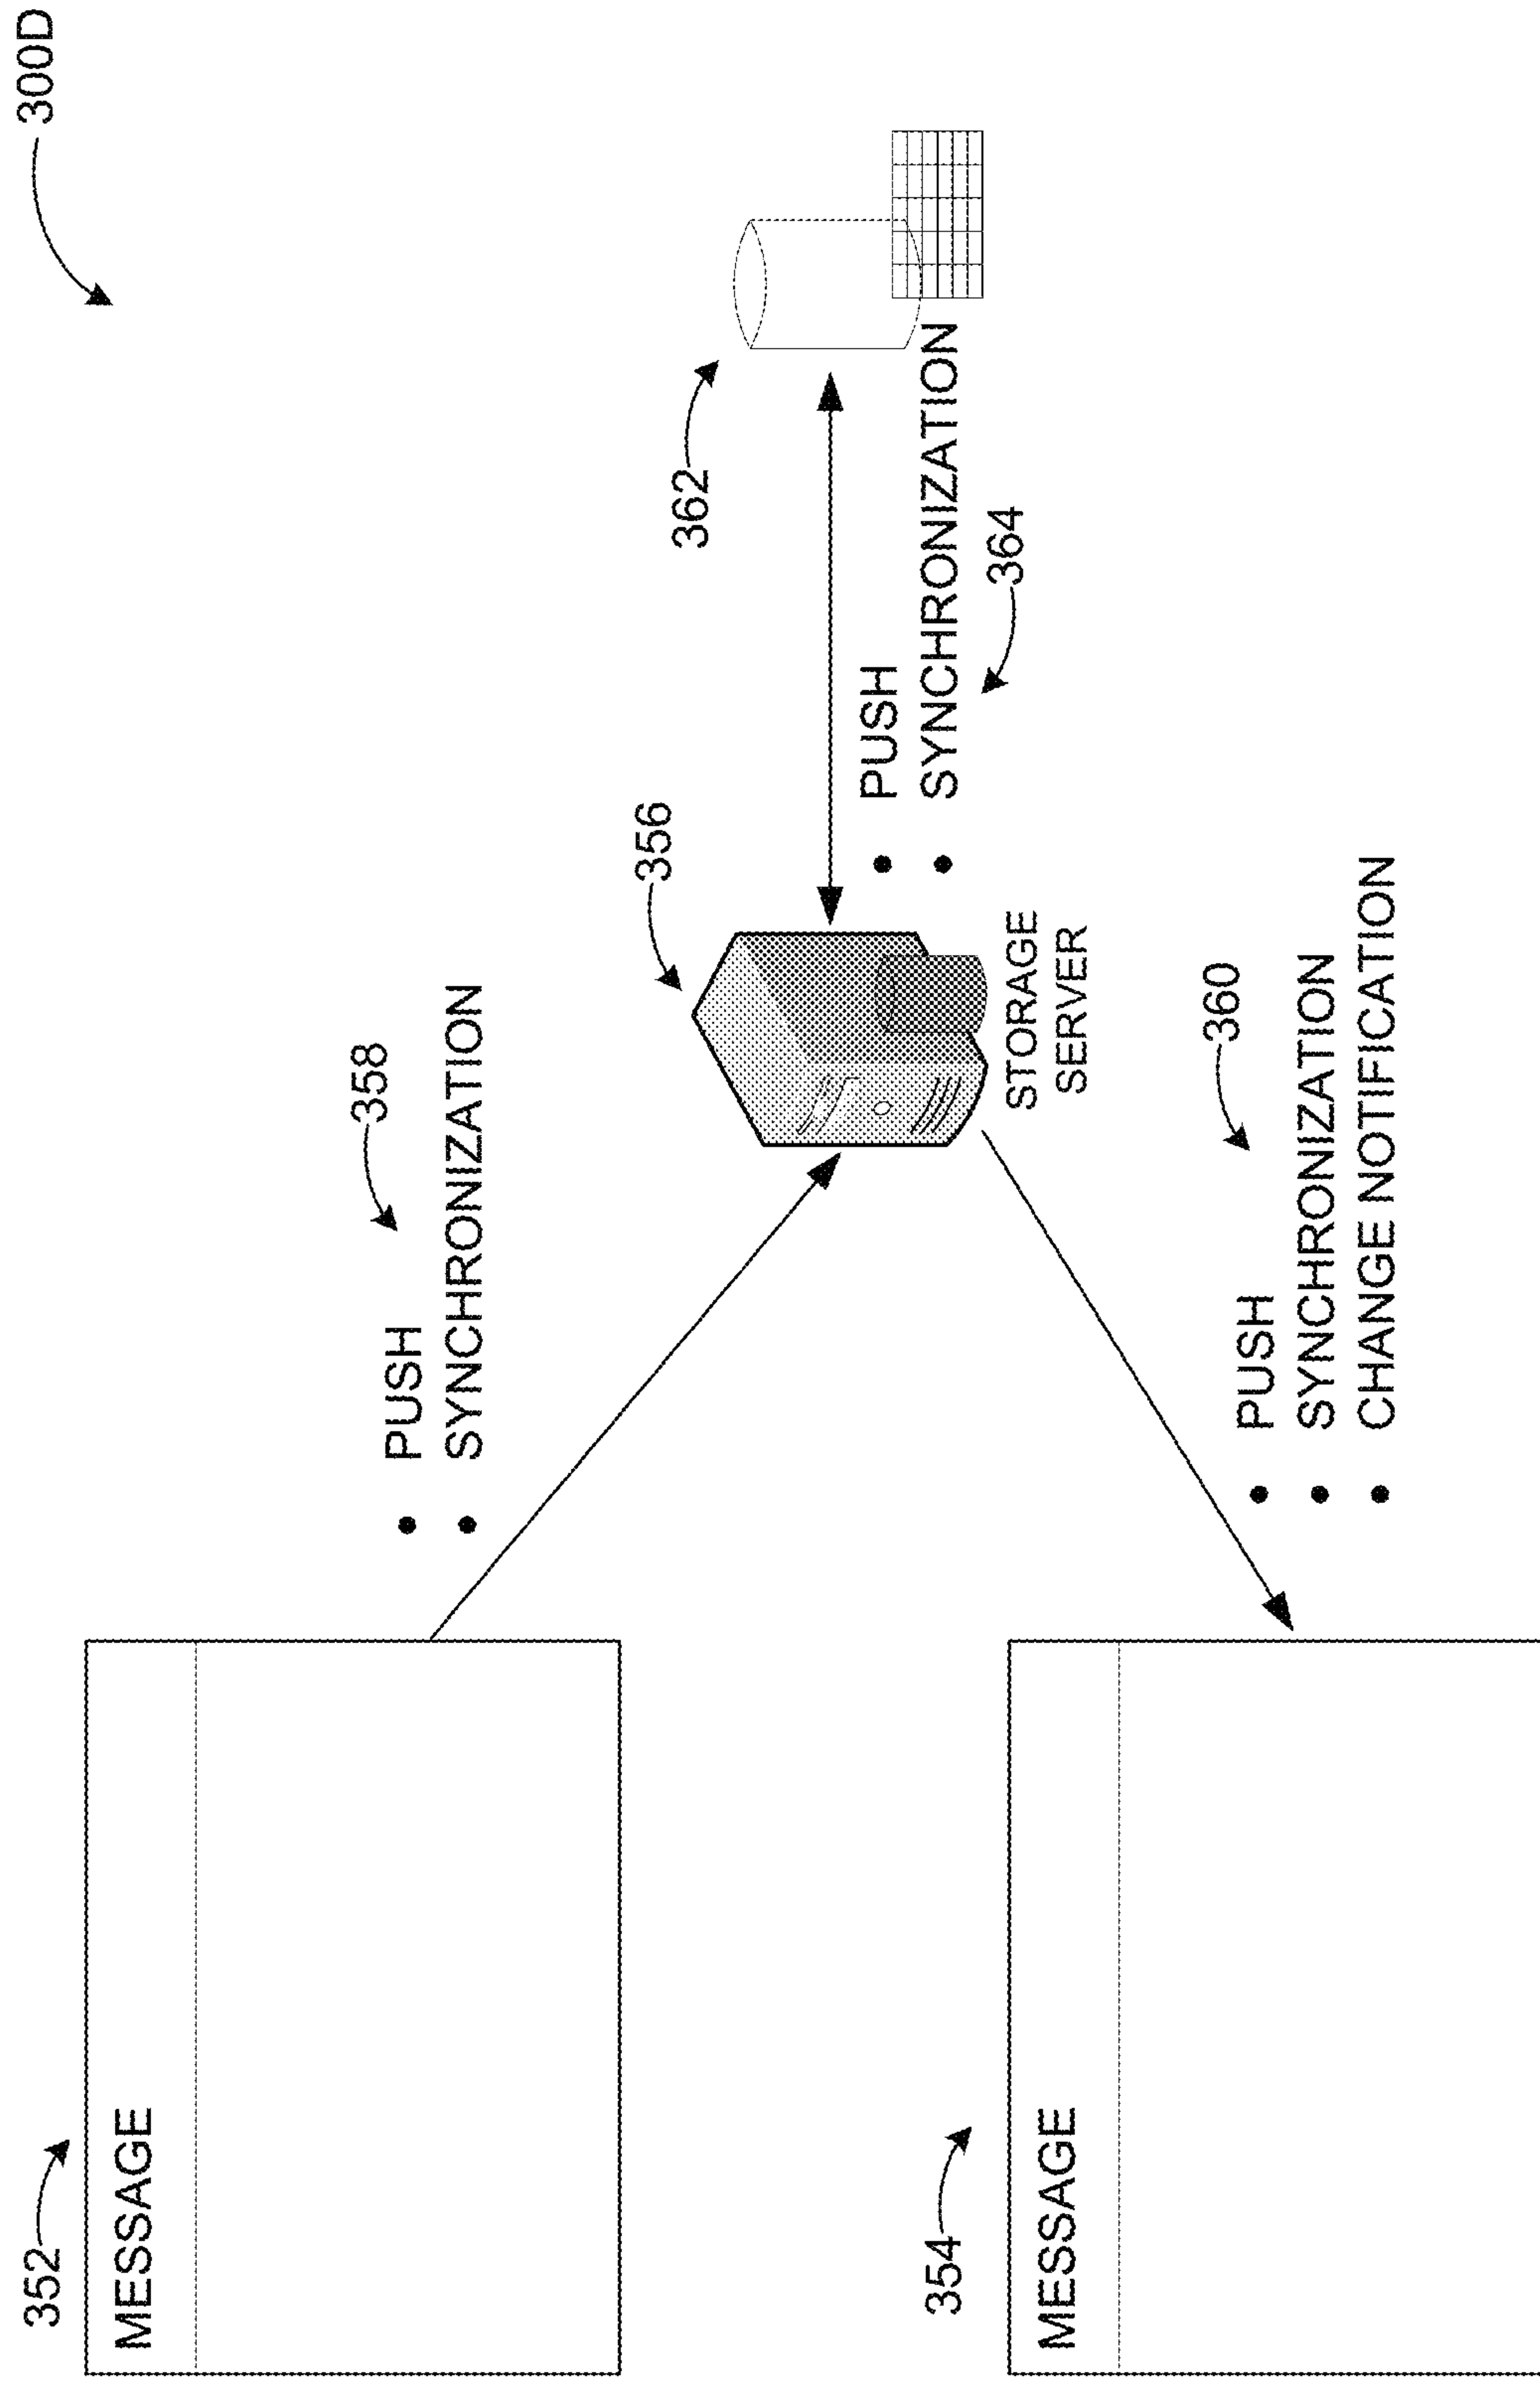 300D
352
MESSAGE
358
• PUSH
• SYNCHRONIZATION
356
STORAGE
SERVER
362
• PUSH
• SYNCHRONIZATION
364
354
MESSAGE
360
• PUSH
• SYNCHRONIZATION
• CHANGE NOTIFICATION